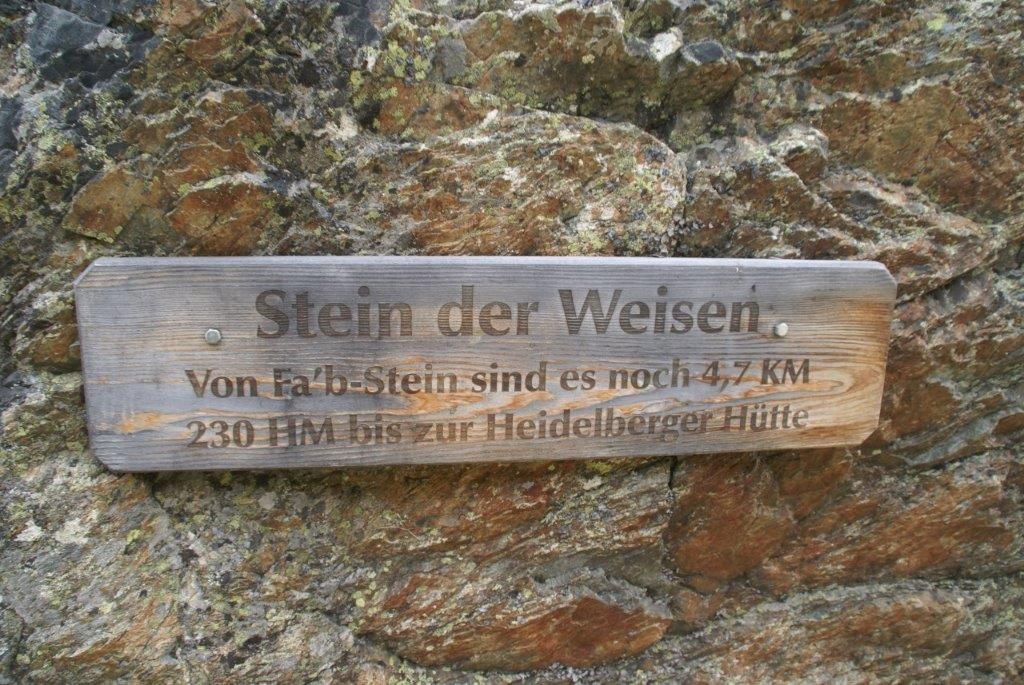 Stein der Weisen
Von Fa'b-Stein sind es noch 4,7 KM
230 HM bis zur Heidelberger Hütte